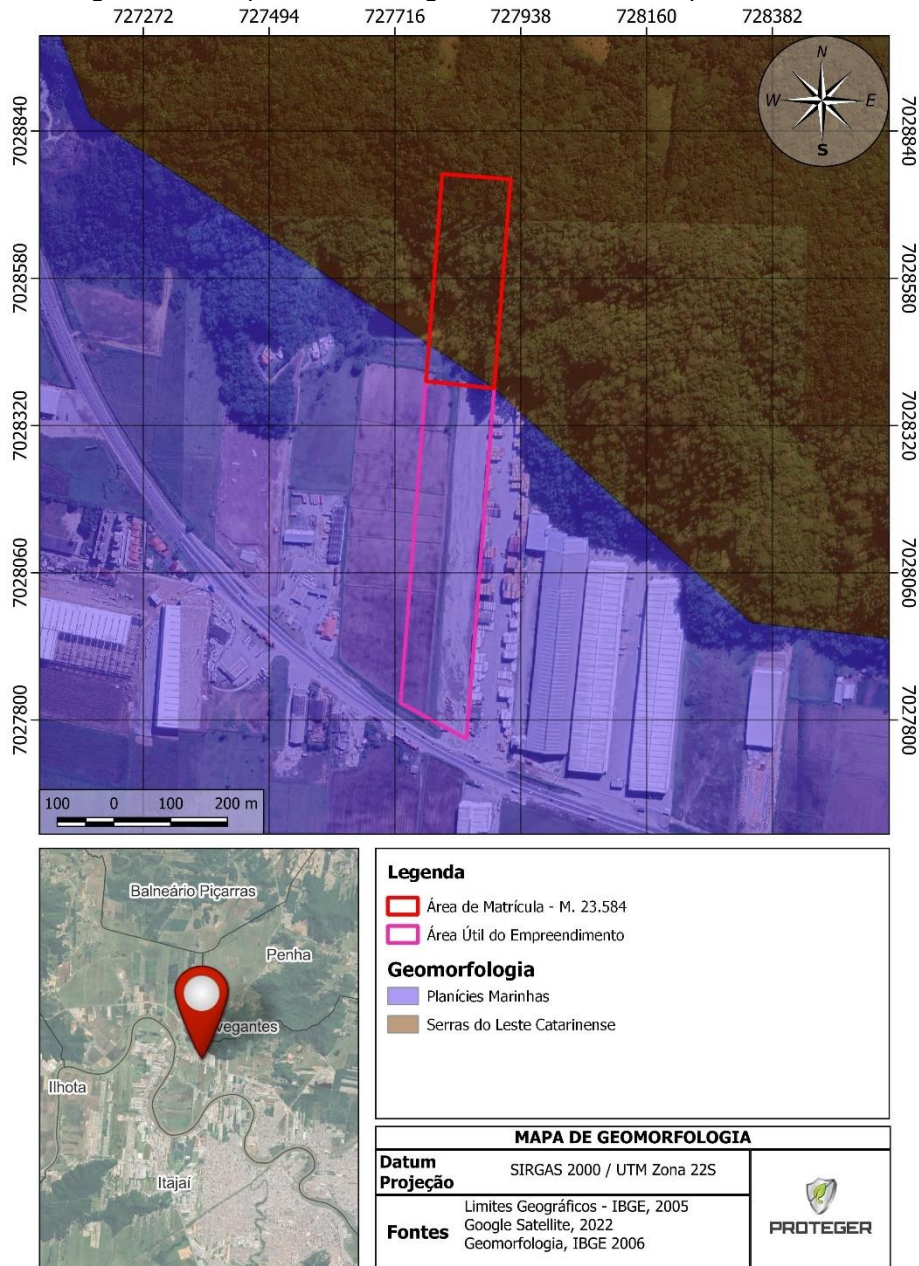 727272 727494 727716 727938 728160 728382
N
W E
S
7028840 7028840
7028580 7028580
7028320 7028320
7028060 7028060
7027800 7027800
100 0 100 200 m
Balneário Piçarras
Penha
vegantes
Ilhota
Itajaí
Legenda
Área de Matrícula - M. 23.584
Área Útil do Empreendimento
Geomorfologia
Planícies Marinhas
Serras do Leste Catarinense
MAPA DE GEOMORFOLOGIA
Datum
Projeção
SIRGAS 2000 / UTM Zona 22S
Fontes
Limites Geográficos - IBGE, 2005
Google Satellite, 2022
Geomorfologia, IBGE 2006
PROTEGER